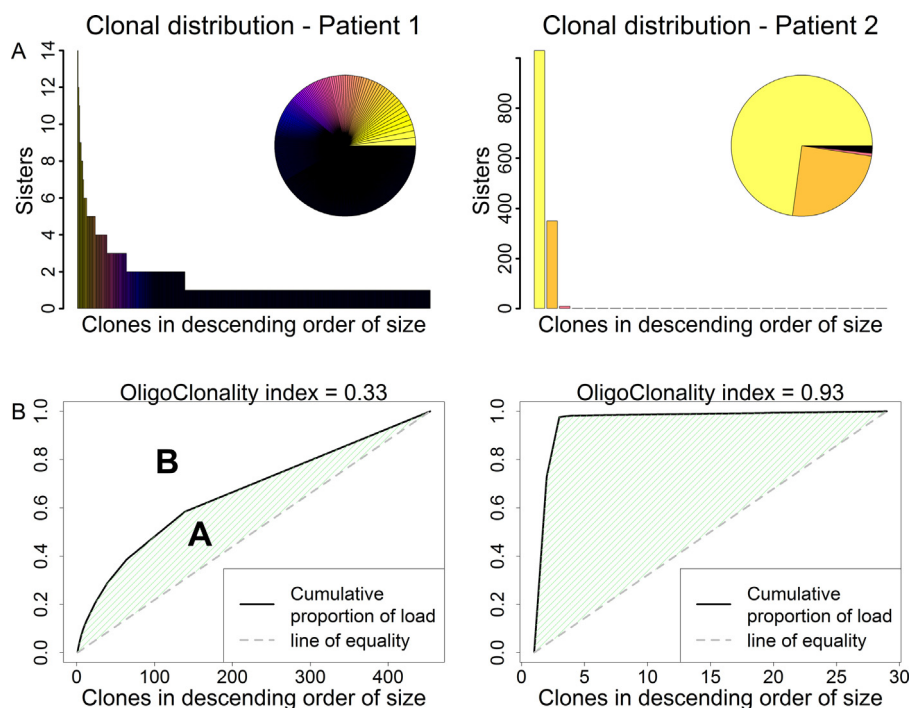 Clonal distribution - Patient 1
Clonal distribution - Patient 2
A
Sisters
14
12
10
8
6
4
2
0
Clones in descending order of size
Sisters
800
600
400
200
0
Clones in descending order of size
B
OligoClonality index = 0.33
1.0
0.8
0.6
0.4
0.2
0.0
B
A
Cumulative
proportion of load
line of equality
0 100 200 300 400
Clones in descending order of size
OligoClonality index = 0.93
1.0
0.8
0.6
0.4
0.2
0.0
Cumulative
proportion of load
line of equality
0 5 10 15 20 25 30
Clones in descending order of size